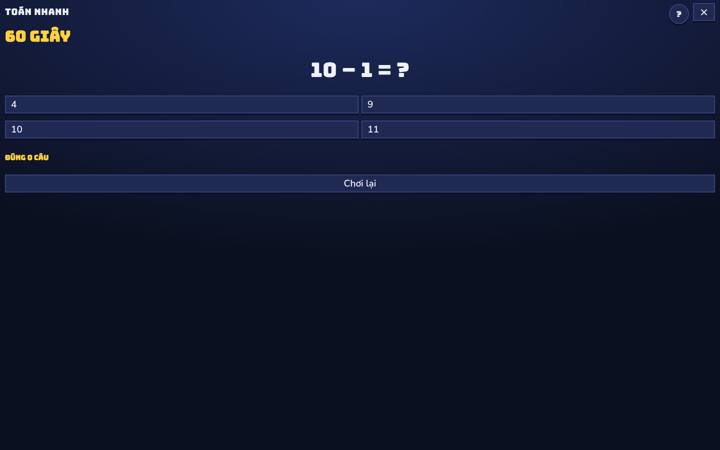 TOÁN NHANH
?
✕
60 GIÂY
10 – 1 = ?
4
9
10
11
ĐÚNG 0 CÂU
Chơi lại